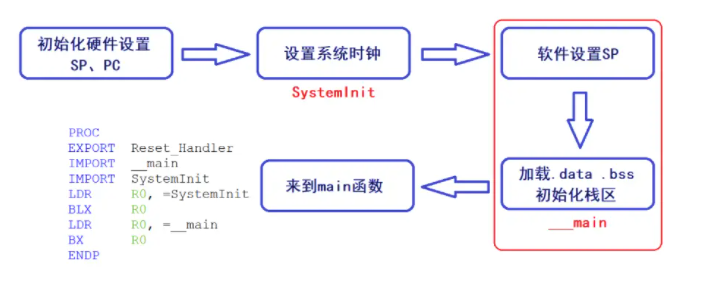 初始化硬件设置
SP、PC
设置系统时钟
SystemInit
软件设置SP
加载.data .bss
初始化栈区
___main
来到main函数
PROC
EXPORT Reset_Handler
IMPORT __main
IMPORT SystemInit
LDR R0, =SystemInit
BLX R0
LDR R0, =__main
BX R0
ENDP